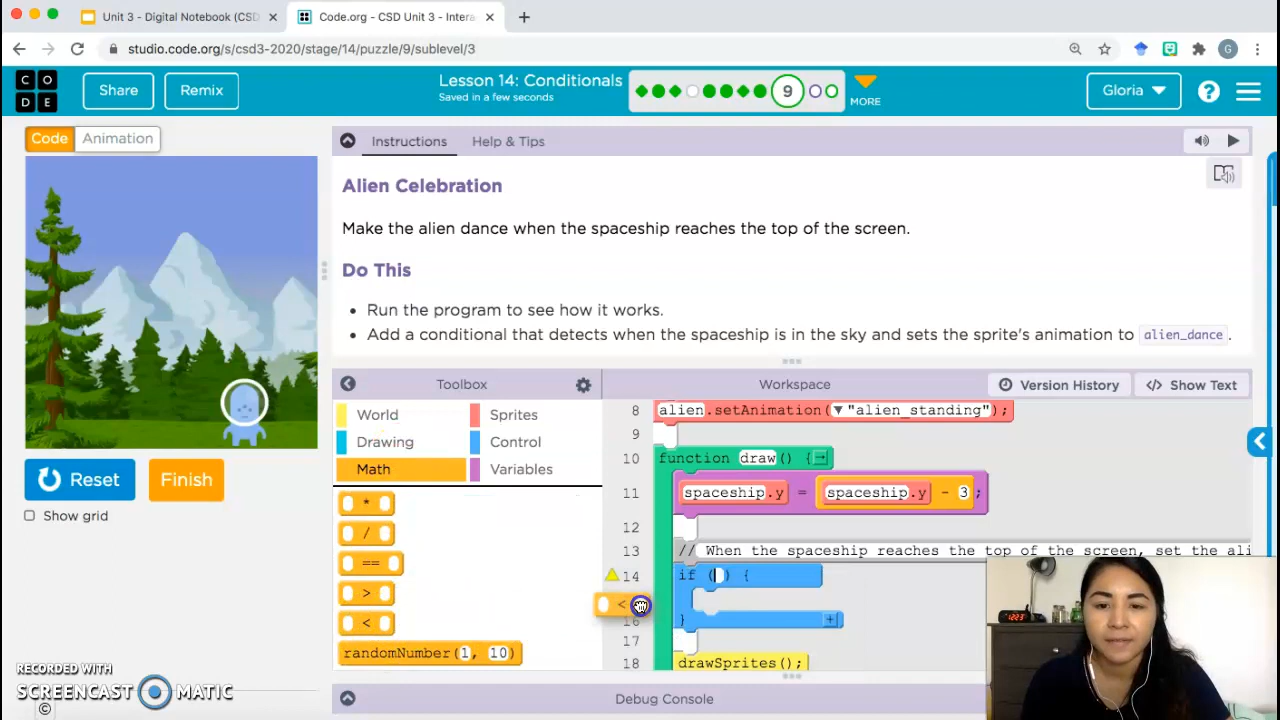 Unit 3 - Digital Notebook (CSD
Code.org - CSD Unit 3 - Intera
studio.code.org/s/csd3-2020/stage/14/puzzle/9/sublevel/3
G
C O
D E
Share
Remix
Lesson 14: Conditionals
Saved in a few seconds
9
MORE
Gloria
?
Code
Animation
Instructions
Help & Tips
Alien Celebration
Make the alien dance when the spaceship reaches the top of the screen.
Do This
• Run the program to see how it works.
• Add a conditional that detects when the spaceship is in the sky and sets the sprite's animation to alien_dance.
Reset
Finish
Show grid
Toolbox
Workspace
Version History
</> Show Text
World
Sprites
Drawing
Control
Math
Variables
*
/
==
>
<
randomNumber(1, 10)
8 alien.setAnimation(▼"alien_standing");
9
10 function draw() {
11 spaceship.y = spaceship.y - 3;
12
13 // When the spaceship reaches the top of the screen, set the ali
14 if () {
<
16 }
17
18 drawSprites();
Debug Console
RECORDED WITH
SCREENCAST MATIC
©